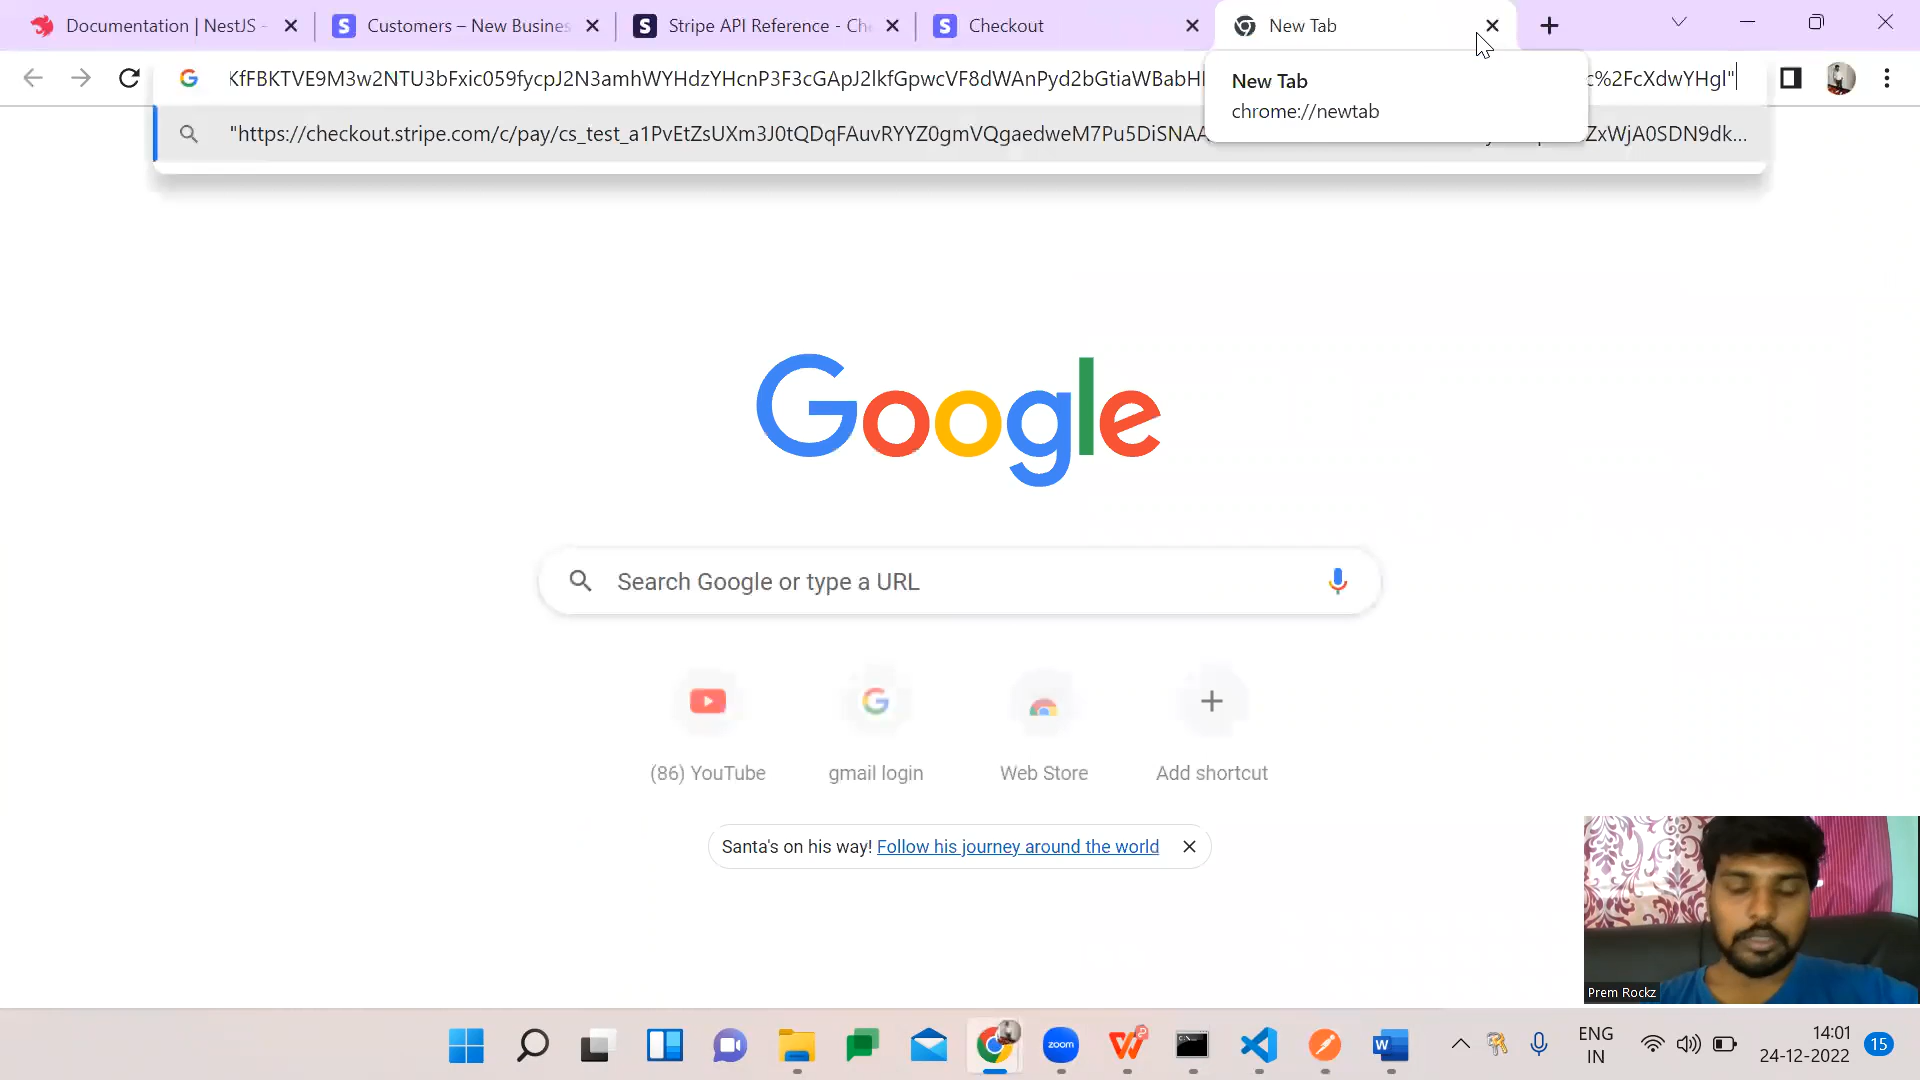 Documentation | NestJS -
Customers – New Busines
Stripe API Reference - Che
Checkout
New Tab
KfFBKTVE9M3w2NTU3bFxic059fycpJ2N3amhWYHdzYHcnP3F3cGApJ2lkfGpwcVF8dWAnPyd2bGtiaWBabHl
c%2FcXdwYHgl"
New Tab
chrome://newtab
"https://checkout.stripe.com/c/pay/cs_test_a1PvEtZsUXm3J0tQDqFAuvRYYZ0gmVQgaedweM7Pu5DiSNAA
ZxWjA0SDN9dk...
Google
Search Google or type a URL
(86) YouTube
gmail login
Web Store
Add shortcut
Santa's on his way! Follow his journey around the world
Prem Rockz
zoom
ENG
IN
14:01
24-12-2022
15